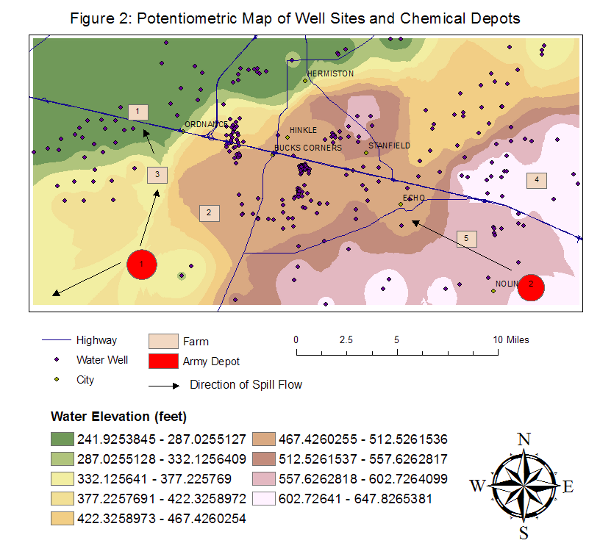 Figure 2: Potentiometric Map of Well Sites and Chemical Depots
HERMISTON
1
ORDNANCE
HINKLE
BUCKS CORNERS
STANFIELD
3
4
ECHO
2
5
1
NOLIN
2
Highway
Water Well
City
Farm
Army Depot
Direction of Spill Flow
0 2.5 5 10 Miles
Water Elevation (feet)
241.9253845 - 287.0255127
287.0255128 - 332.1256409
332.125641 - 377.225769
377.2257691 - 422.3258972
422.3258973 - 467.4260254
467.4260255 - 512.5261536
512.5261537 - 557.6262817
557.6262818 - 602.7264099
602.72641 - 647.8265381
N
W E
S